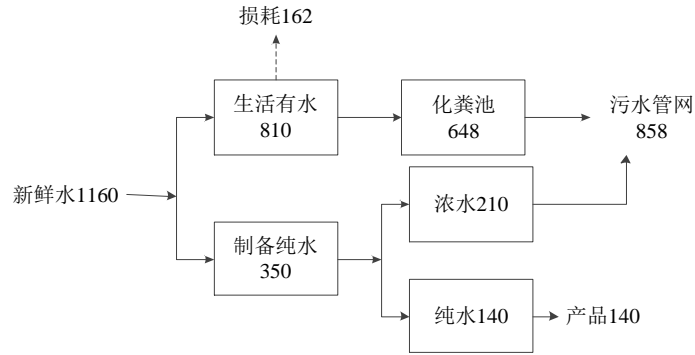 损耗162
生活有水
810
化粪池
648
污水管网
858
新鲜水1160
制备纯水
350
浓水210
纯水140
产品140